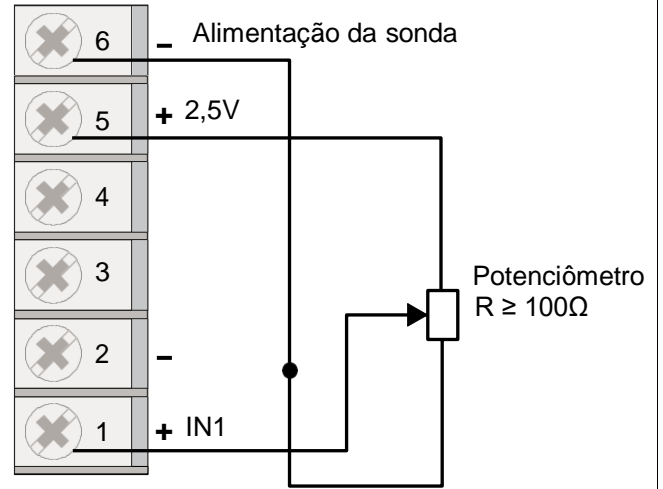 6 - Alimentação da sonda
5 + 2,5V
4
3
Potenciômetro
R ≥ 100Ω
2 -
1 + IN1